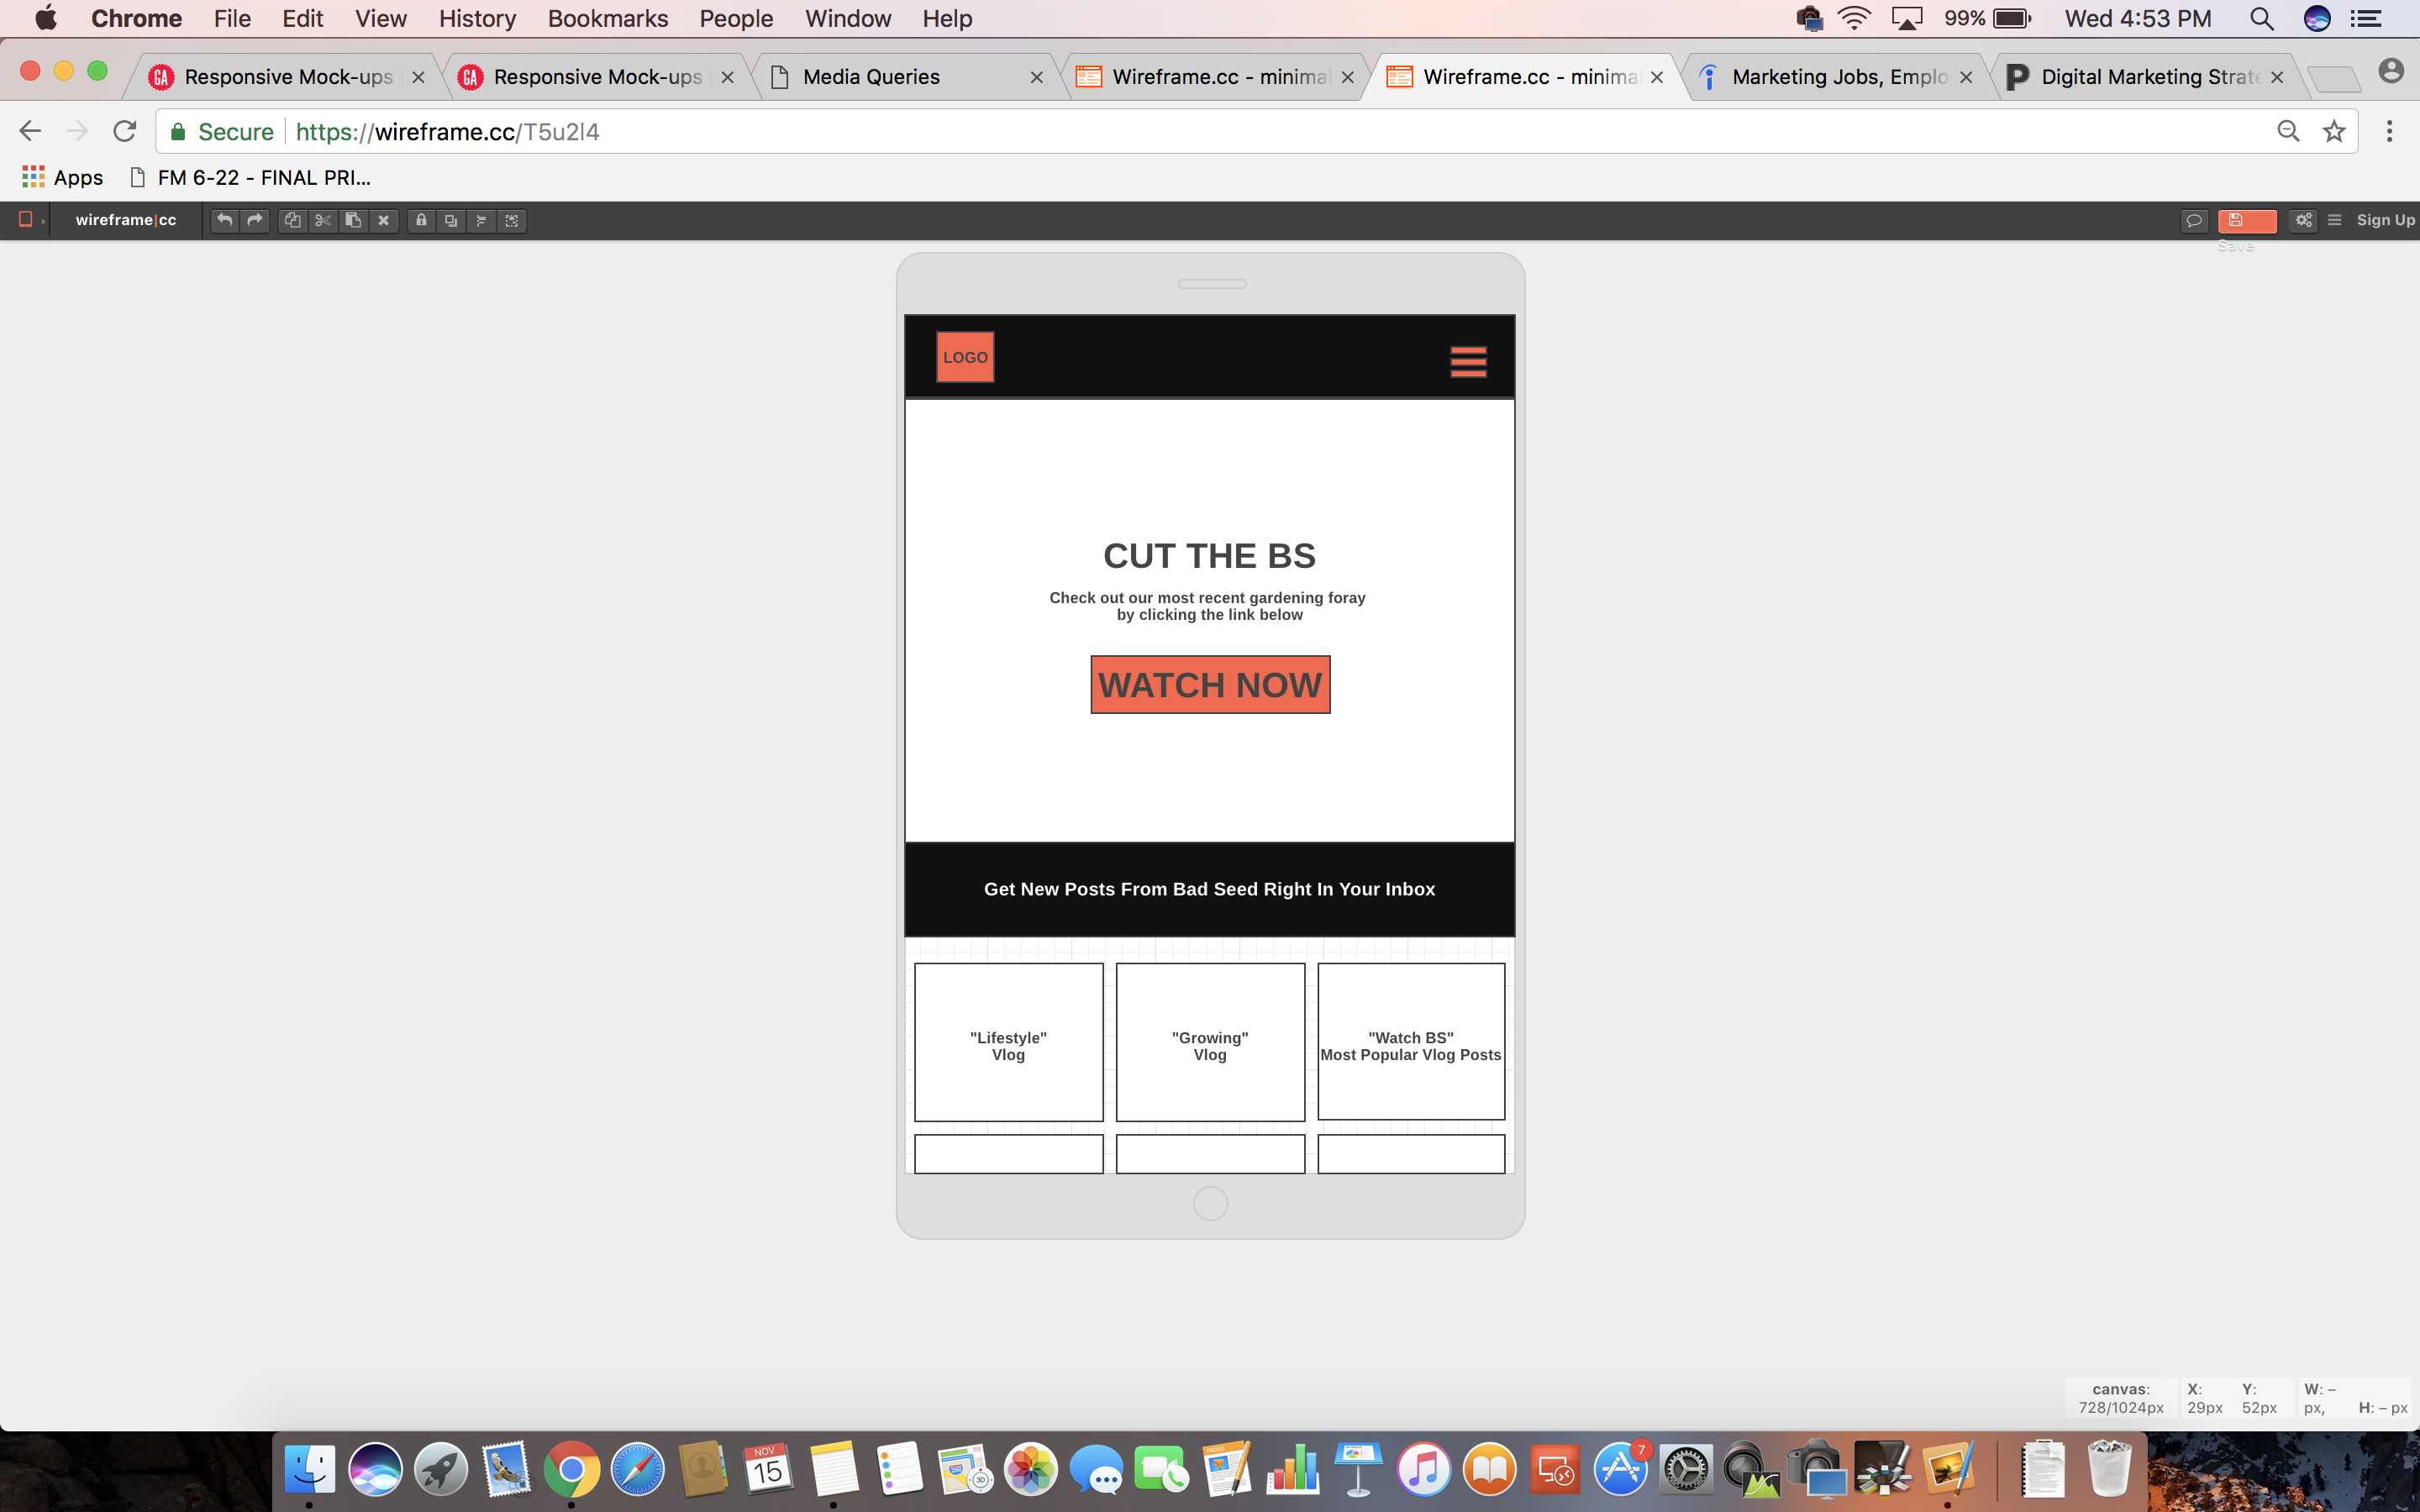 Chrome File Edit View History Bookmarks People Window Help 99% Wed 4:53 PM
GA Responsive Mock-ups GA Responsive Mock-ups Media Queries Wireframe.cc - minimal Wireframe.cc - minimal Marketing Jobs, Emplo Digital Marketing Strate
Secure https://wireframe.cc/T5u2l4
Apps FM 6-22 - FINAL PRI...
wireframe|cc Sign Up
Save
LOGO
CUT THE BS
Check out our most recent gardening foray
by clicking the link below
WATCH NOW
Get New Posts From Bad Seed Right In Your Inbox
"Lifestyle"
Vlog
"Growing"
Vlog
"Watch BS"
Most Popular Vlog Posts
canvas: X: Y: W: –
728/1024px 29px 52px px, H: – px
NOV
15
PAGES
3D
7